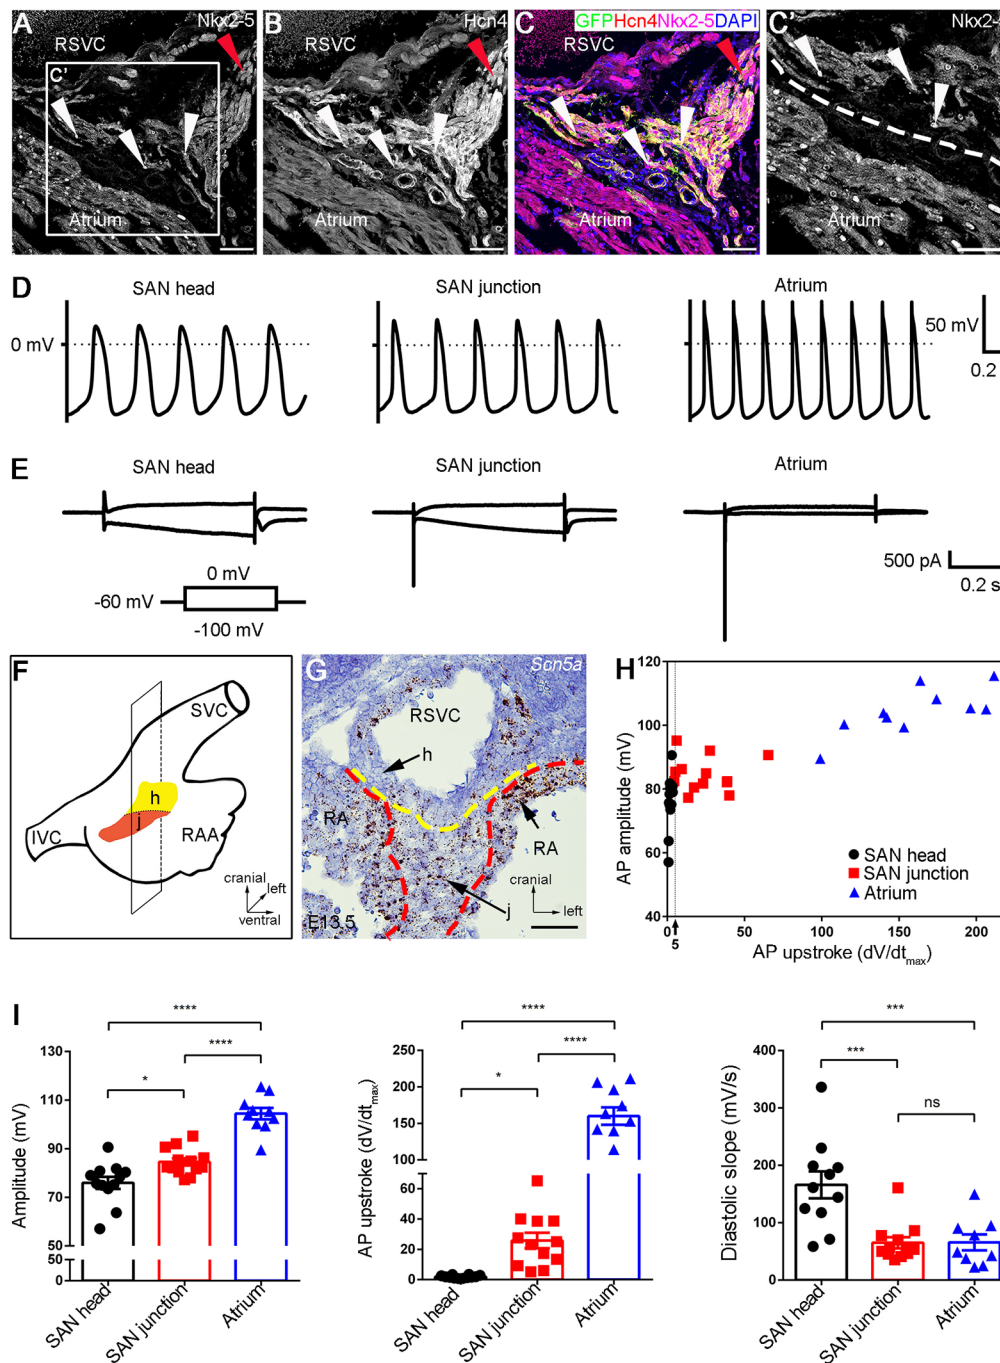 A Nkx2-5
RSVC
C'
Atrium
B Hcn4
RSVC
Atrium
C GFPHcn4Nkx2-5DAPI
RSVC
Atrium
C' Nkx2-
D
SAN head
SAN junction
Atrium
0 mV
50 mV
0.2
E
SAN head
SAN junction
Atrium
0 mV
-60 mV
-100 mV
500 pA
0.2 s
F
SVC
h
j
IVC
RAA
cranial
left
ventral
G Scn5a
RSVC
h
RA
RA
cranial
j
left
E13.5
H
120
100
80
60
40
AP amplitude (mV)
SAN head
SAN junction
Atrium
5
50
100
150
200
AP upstroke (dV/dtmax)
I
****
****
*
130
110
90
70
50
50
0
Amplitude (mV)
SAN head
SAN junction
Atrium
****
****
*
250
200
150
100
60
40
20
0
AP upstroke (dV/dtmax)
SAN head
SAN junction
Atrium
***
***
ns
400
300
200
100
0
Diastolic slope (mV/s)
SAN head
SAN junction
Atrium